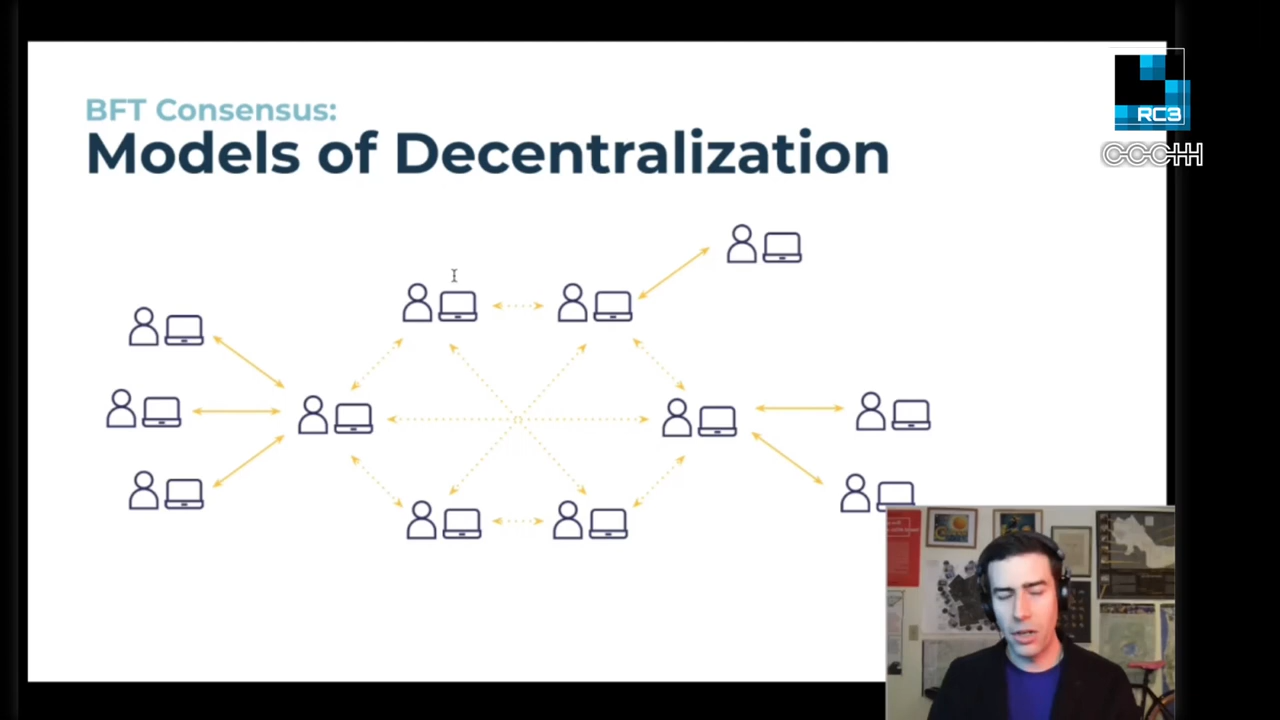 BFT Consensus:
Models of Decentralization
RC3
CCCHH